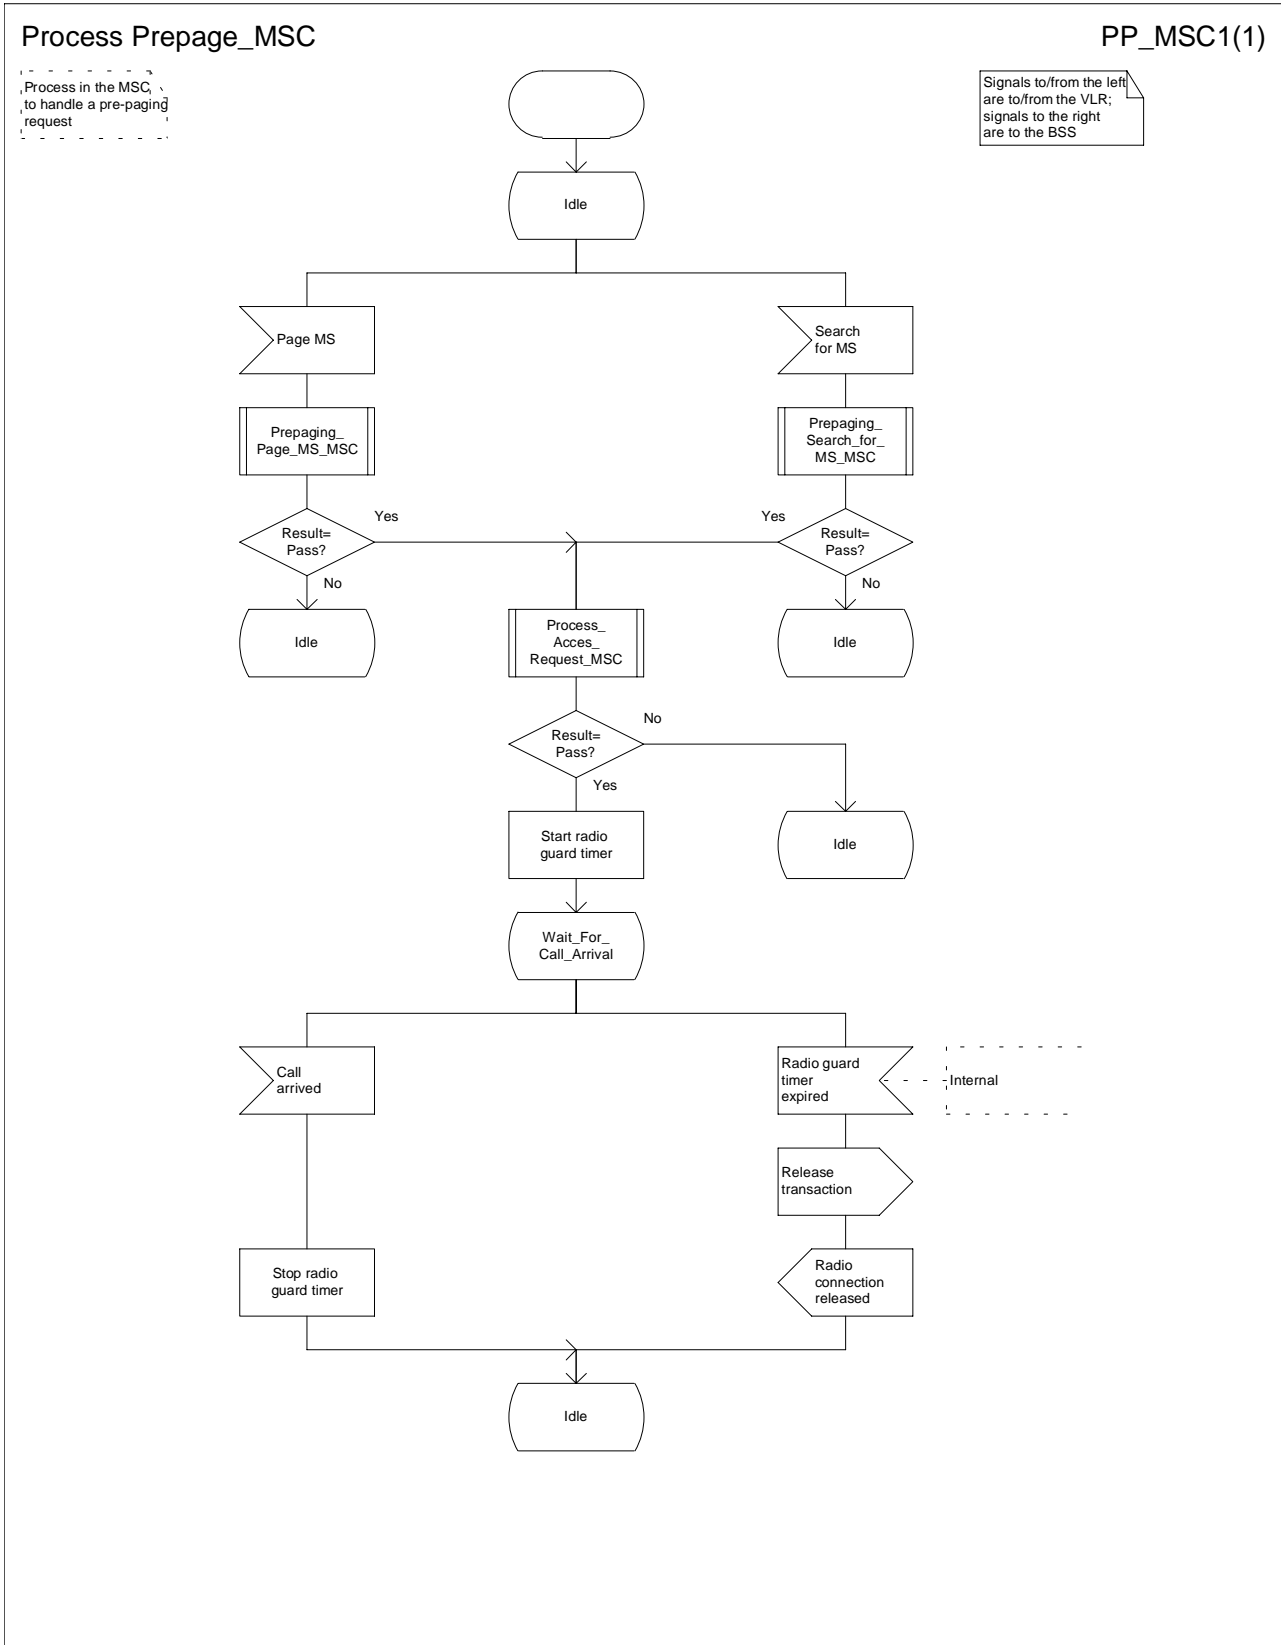 Process Prepage_MSC
PP_MSC1(1)
Process in the MSC
to handle a pre-paging
request
Signals to/from the left
are to/from the VLR;
signals to the right
are to the BSS
Idle
Page MS
Search
for MS
Prepaging_
Page_MS_MSC
Prepaging_
Search_for_
MS_MSC
Result=
Pass?
Yes
No
Yes
Result=
Pass?
No
Idle
Process_
Acces_
Request_MSC
Idle
Result=
Pass?
No
Yes
Start radio
guard timer
Idle
Wait_For_
Call_Arrival
Call
arrived
Radio guard
timer
expired
Internal
Release
transaction
Stop radio
guard timer
Radio
connection
released
Idle